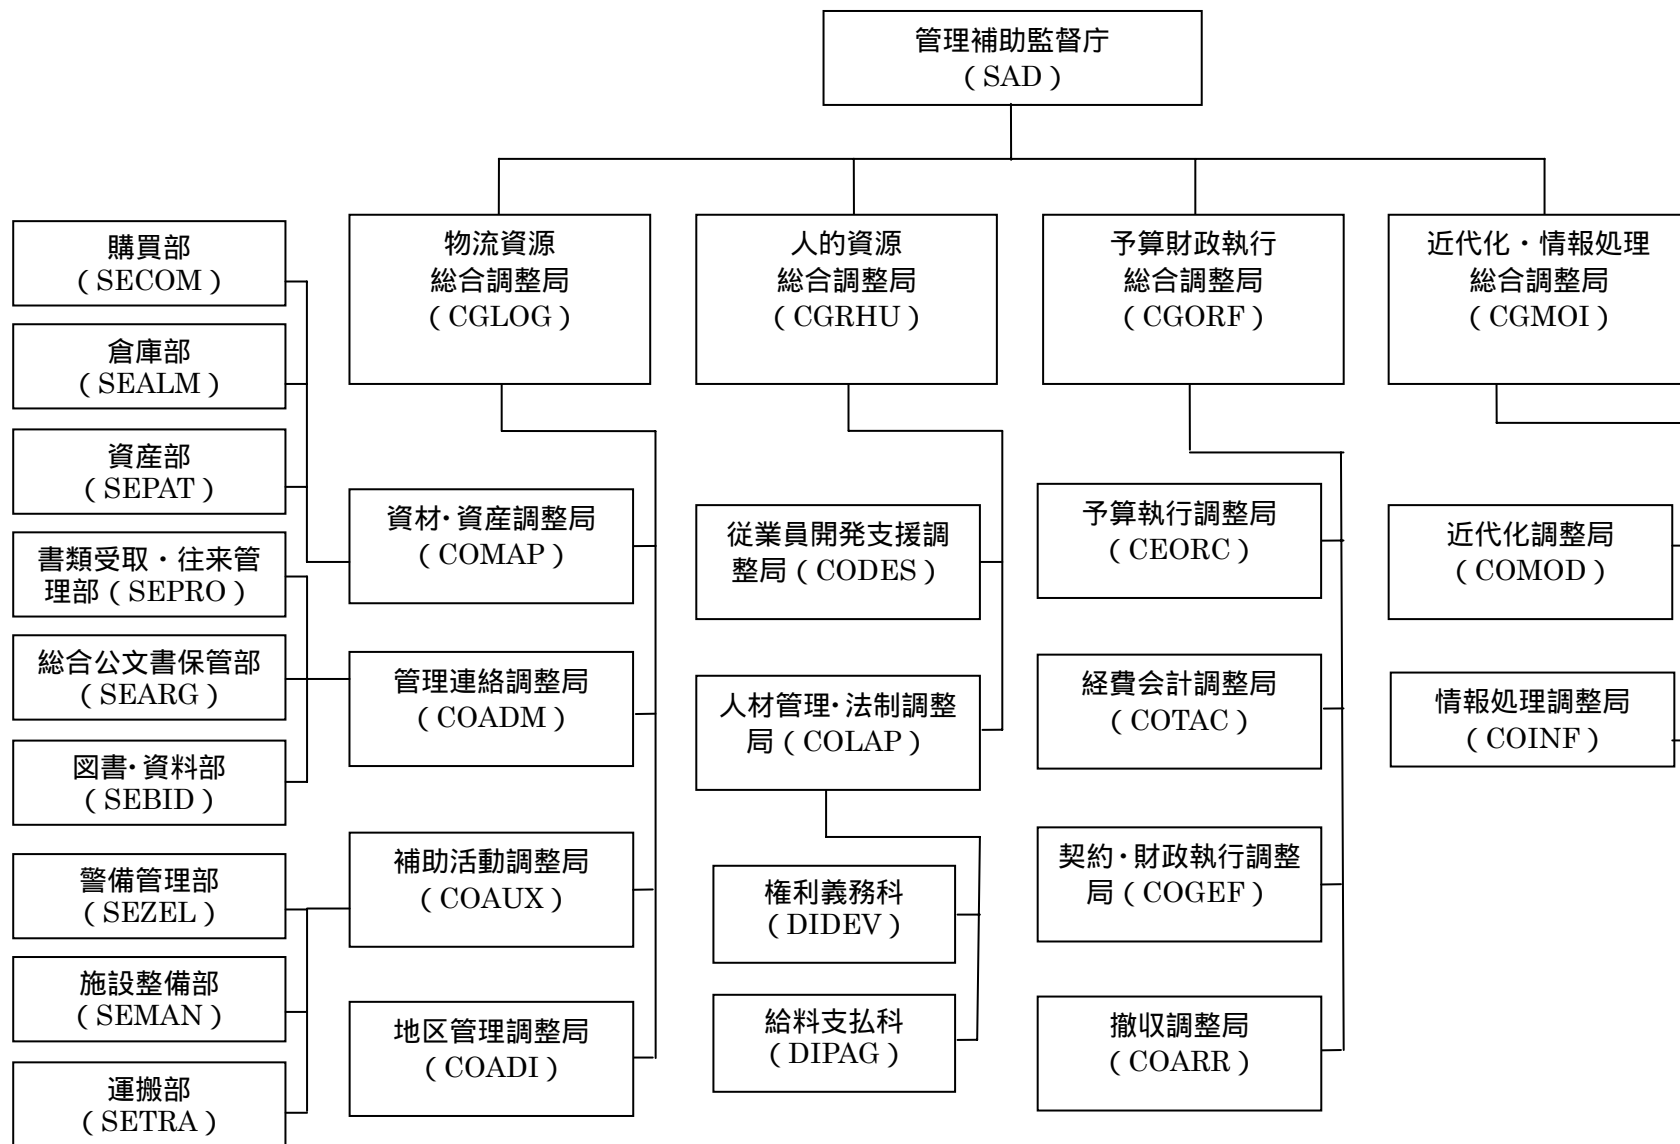 管理補助監督庁
( SAD )
物流資源
総合調整局
( CGLOG )
人的資源
総合調整局
( CGRHU )
予算財政執行
総合調整局
( CGORF )
近代化・情報処理
総合調整局
( CGMOI )
購買部
( SECOM )
倉庫部
( SEALM )
資産部
( SEPAT )
書類受取・往来管
理部 ( SEPRO )
総合公文書保管部
( SEARG )
図書・資料部
( SEBID )
警備管理部
( SEZEL )
施設整備部
( SEMAN )
運搬部
( SETRA )
資材・資産調整局
( COMAP )
管理連絡調整局
( COADM )
補助活動調整局
( COAUX )
地区管理調整局
( COADI )
従業員開発支援調
整局 ( CODES )
人材管理・法制調整
局 ( COLAP )
権利義務科
( DIDEV )
給料支払科
( DIPAG )
予算執行調整局
( CEORC )
経費会計調整局
( COTAC )
契約・財政執行調整
局 ( COGEF )
撤収調整局
( COARR )
近代化調整局
( COMOD )
情報処理調整局
( COINF )